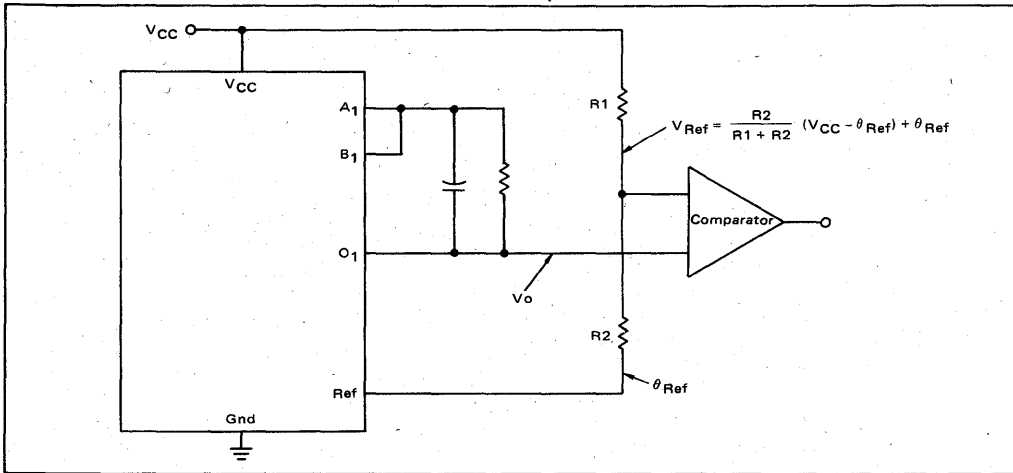 VCC
VCC
A1
R1
VRef = R2 / R1 + R2 (VCC - θRef) + θRef
B1
Comparator
O1
Vo
R2
θRef
Ref
Gnd